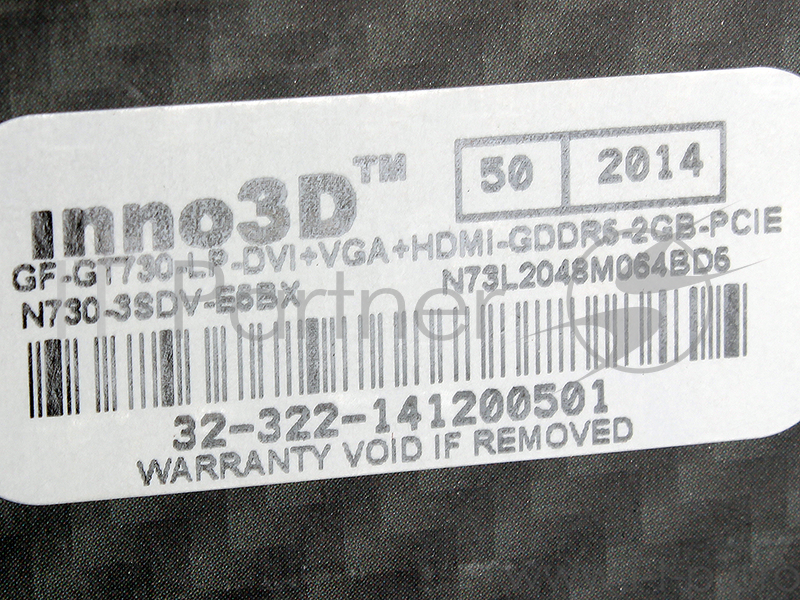 inno3D™
50 2014
GF-GT730-LP-DVI+VGA+HDMI-GDDR5-2GB-PCIE
N730-3SDV-E5BX N73L2048M064BD5
32-322-141200501
WARRANTY VOID IF REMOVED
Partner